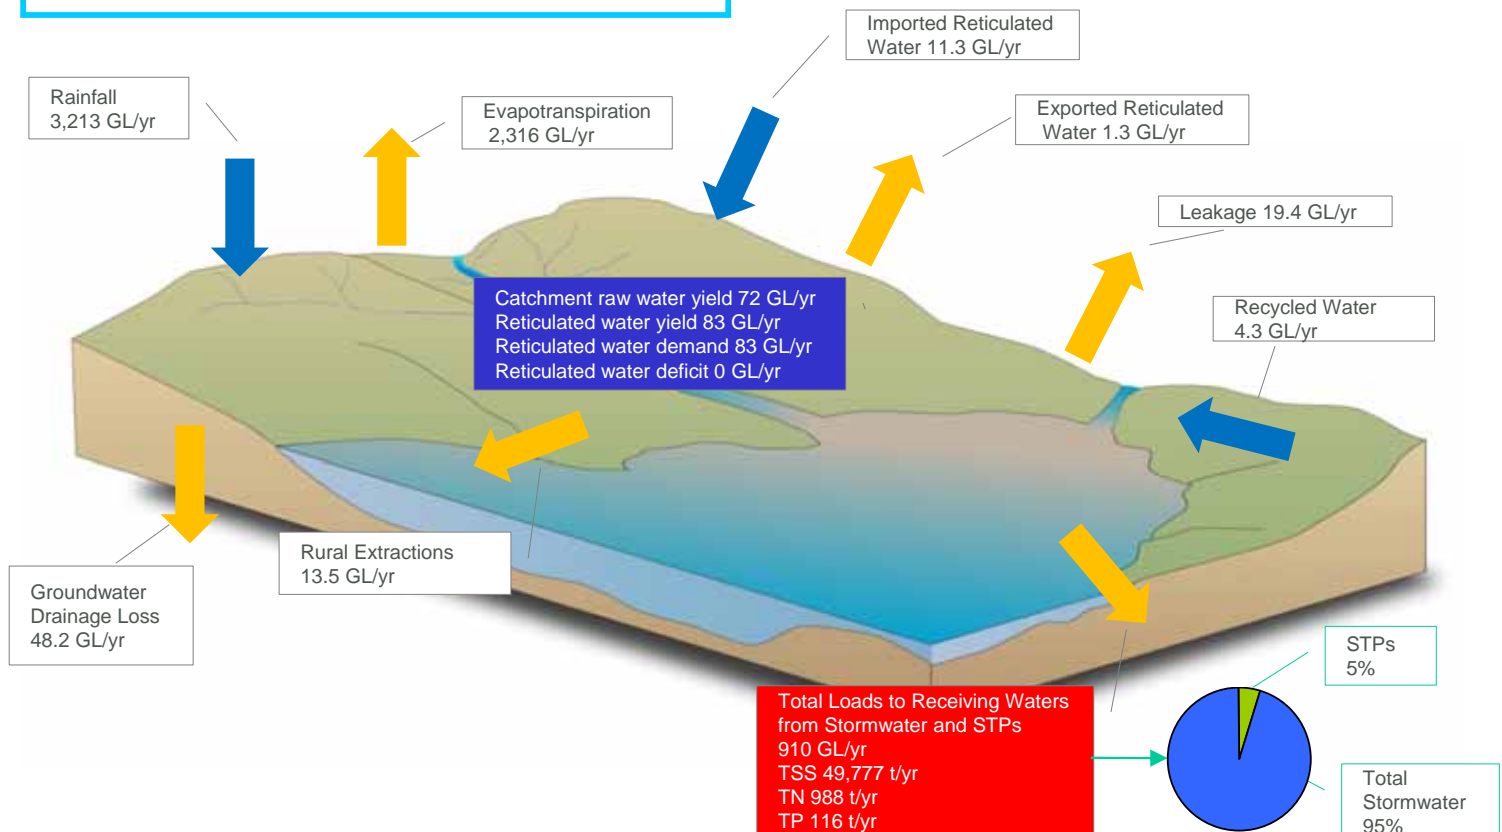 Imported Reticulated
Water 11.3 GL/yr
Rainfall
3,213 GL/yr
Evapotranspiration
2,316 GL/yr
Exported Reticulated
Water 1.3 GL/yr
Leakage 19.4 GL/yr
Catchment raw water yield 72 GL/yr
Reticulated water yield 83 GL/yr
Reticulated water demand 83 GL/yr
Reticulated water deficit 0 GL/yr
Recycled Water
4.3 GL/yr
Rural Extractions
13.5 GL/yr
Groundwater
Drainage Loss
48.2 GL/yr
STPs
5%
Total Loads to Receiving Waters
from Stormwater and STPs
910 GL/yr
TSS 49,777 t/yr
TN 988 t/yr
TP 116 t/yr
Total
Stormwater
95%